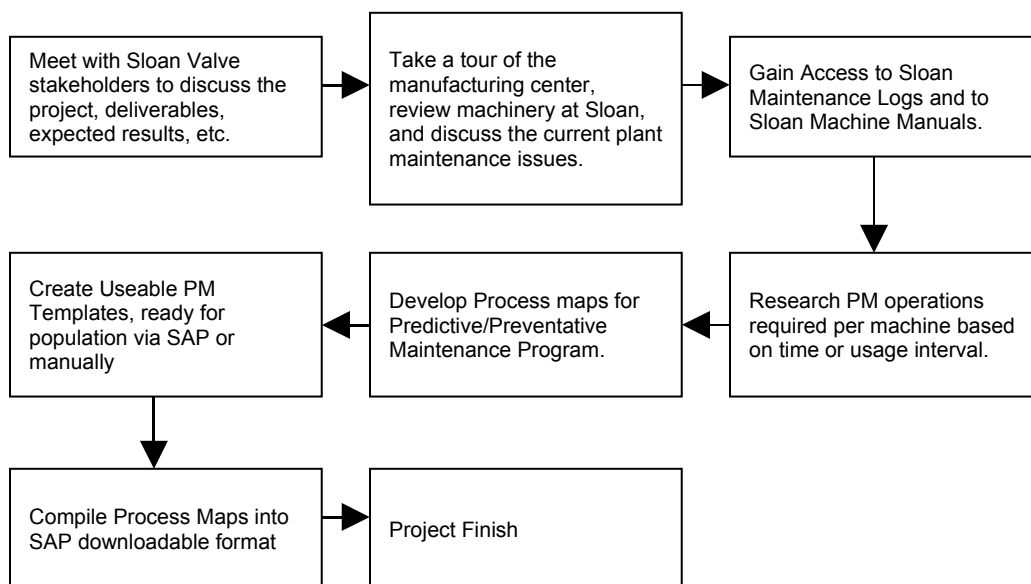 Meet with Sloan Valve
stakeholders to discuss the
project, deliverables,
expected results, etc.
Take a tour of the
manufacturing center,
review machinery at Sloan,
and discuss the current plant
maintenance issues.
Gain Access to Sloan
Maintenance Logs and to
Sloan Machine Manuals.
Research PM operations
required per machine based
on time or usage interval.
Develop Process maps for
Predictive/Preventative
Maintenance Program.
Create Useable PM
Templates, ready for
population via SAP or
manually
Compile Process Maps into
SAP downloadable format
Project Finish